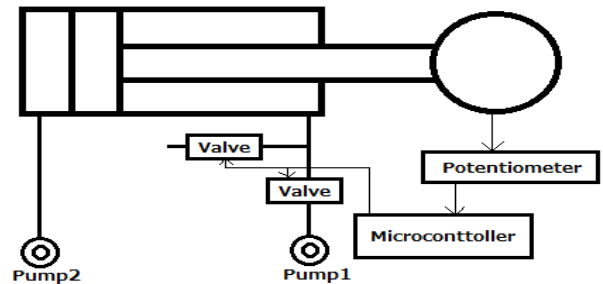 Valve
Potentiometer
Valve
Microconttoller
Pump2
Pump1